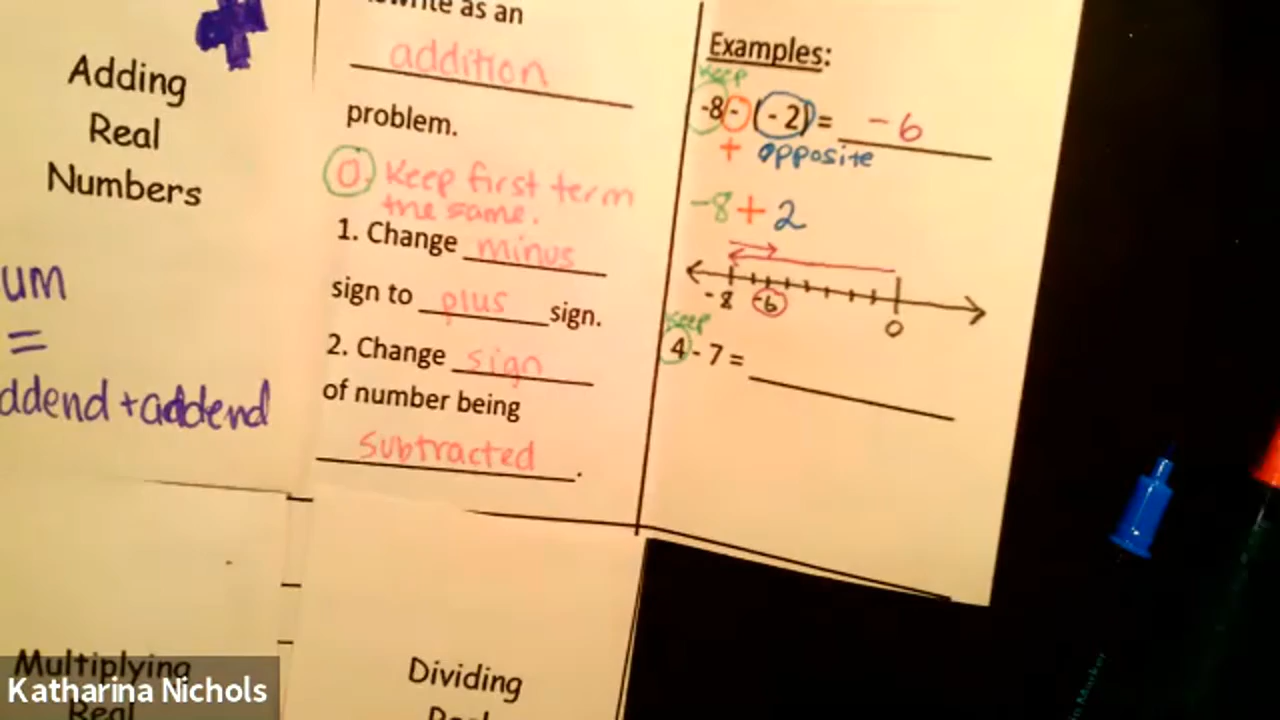 Adding
Real
Numbers
um
=
ddend + addend
Multiplying
Real
as an
addition
problem.
0. Keep first term
the same.
1. Change minus
sign to plus sign.
2. Change sign
of number being
subtracted.
Dividing
Examples:
Keep
-8 - (-2) = -6
+ opposite
-8 + 2
-8 -6 0
Keep
4 - 7 =
Katharina Nichols